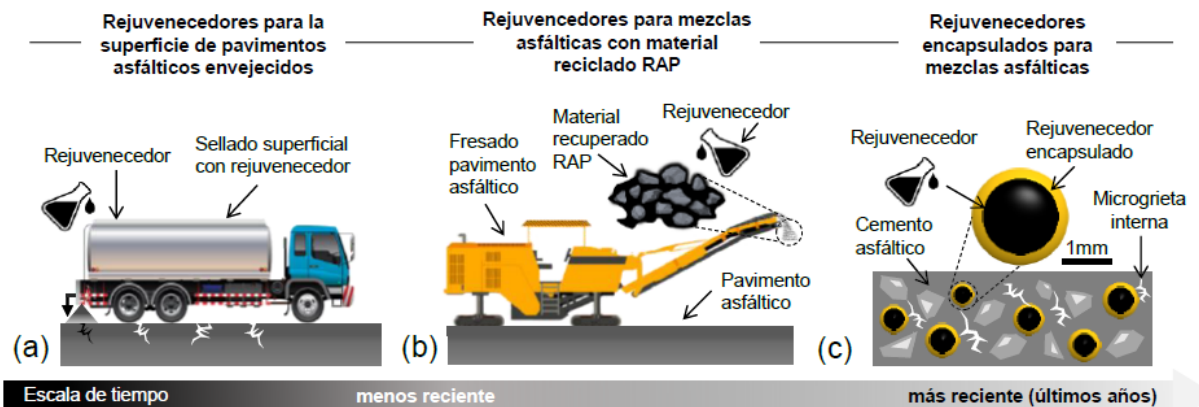 Rejuvenecedores para la
superficie de pavimentos
asfálticos envejecidos
Rejuvencedores para mezclas
asfálticas con material
reciclado RAP
Rejuvenecedores
encapsulados para
mezclas asfálticas
Rejuvenecedor
Sellado superficial
con rejuvenecedor
(a)
Fresado
pavimento
asfáltico
Material
recuperado
RAP
Rejuvenecedor
Pavimento
asfáltico
(b)
Rejuvenecedor
Rejuvenecedor
encapsulado
Microgrieta
interna
Cemento
asfáltico
1mm
(c)
Escala de tiempo
menos reciente
más reciente (últimos años)